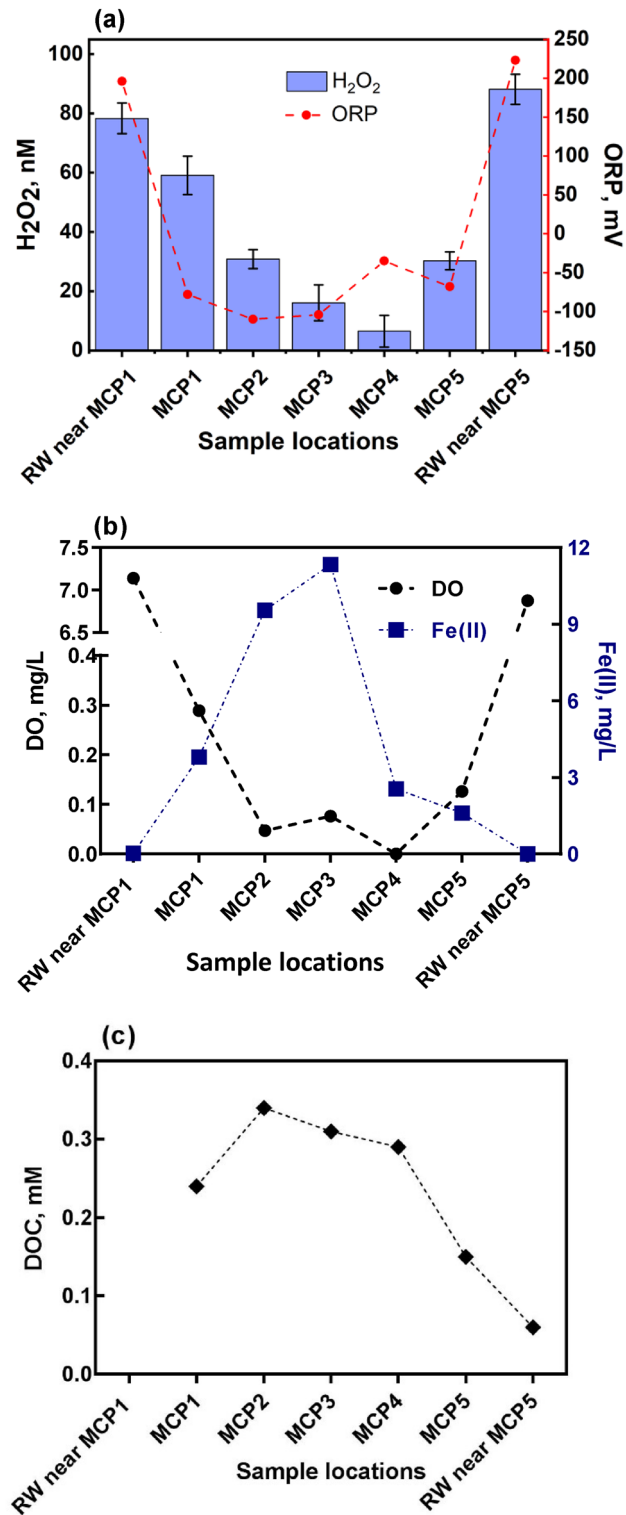 (a)
100
80
60
40
20
0
H₂O₂, nM
250
200
150
100
50
0
-50
-100
-150
ORP, mV
H₂O₂
ORP
RW near MCP1
MCP1
MCP2
MCP3
MCP4
MCP5
RW near MCP5
Sample locations
(b)
7.5
7.0
6.5
0.4
0.3
0.2
0.1
0.0
DO, mg/L
12
9
6
3
0
Fe(II), mg/L
DO
Fe(II)
RW near MCP1
MCP1
MCP2
MCP3
MCP4
MCP5
RW near MCP5
Sample locations
(c)
0.4
0.3
0.2
0.1
0.0
DOC, mM
RW near MCP1
MCP1
MCP2
MCP3
MCP4
MCP5
RW near MCP5
Sample locations